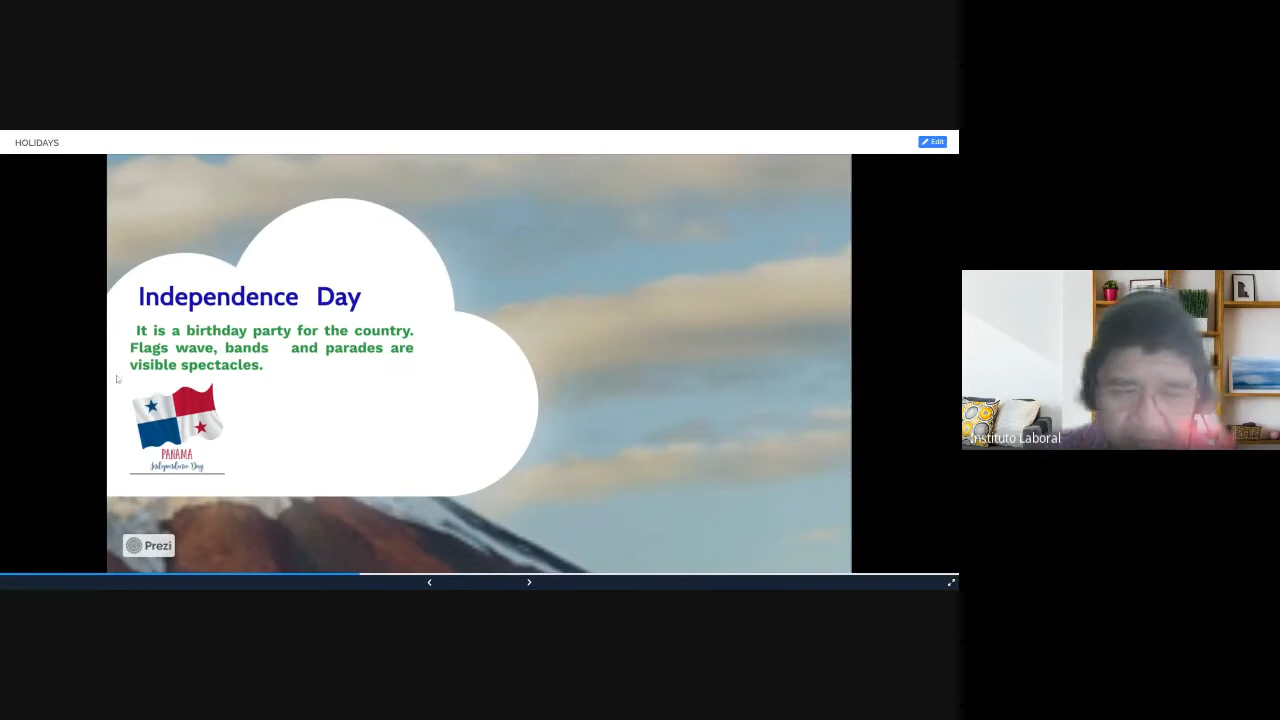 HOLIDAYS
Edit
Independence Day
It is a birthday party for the country.
Flags wave, bands and parades are
visible spectacles.
PANAMA
Independence Day
Prezi
Instituto Laboral